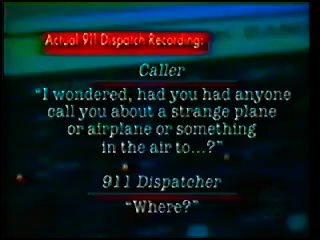 Actual 911 Dispatch Recording:
Caller
"I wondered, had you had anyone
call you about a strange plane
or airplane or something
in the air to...?"
911 Dispatcher
"Where?"